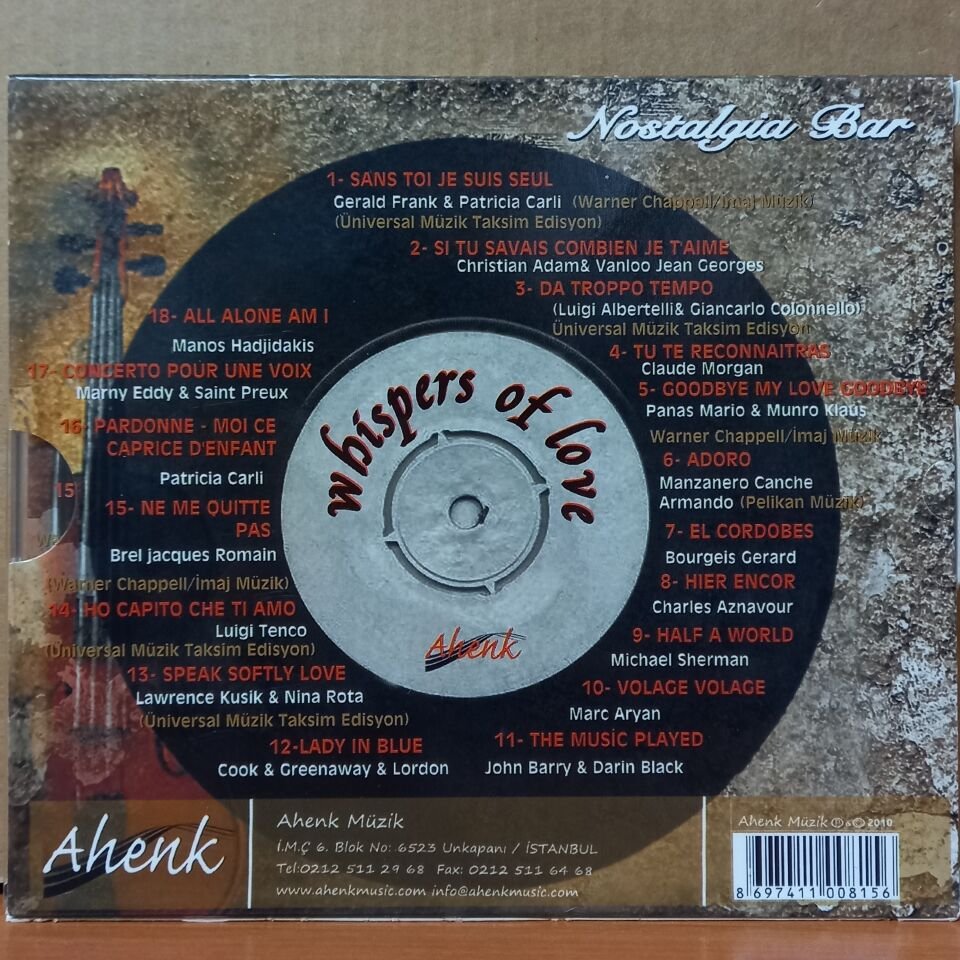 Nostalgia Bar
1- SANS TOI JE SUIS SEUL
Gerald Frank & Patricia Carli (Warner Chappell/İmaj Müzik)
(Üniversal Müzik Taksim Edisyon)
2- SI TU SAVAIS COMBIEN JE T'AIME
Christian Adam& Vanloo Jean Georges
3- DA TROPPO TEMPO
(Luigi Albertelli& Giancarlo Colonnello)
Üniversal Müzik Taksim Edisyon
4- TU TE RECONNAITRAS
Claude Morgan
5- GOODBYE MY LOVE GOODBYE
Panas Mario & Munro Klaus
Warner Chappell/İmaj Müzik
6- ADORO
Manzanero Canche
Armando (Pelikan Müzik)
7- EL CORDOBES
Bourgeis Gerard
8- HIER ENCOR
Charles Aznavour
9- HALF A WORLD
Michael Sherman
10- VOLAGE VOLAGE
Marc Aryan
11- THE MUSİC PLAYED
John Barry & Darin Black
12-LADY IN BLUE
Cook & Greenaway & Lordon
13- SPEAK SOFTLY LOVE
Lawrence Kusik & Nina Rota
(Üniversal Müzik Taksim Edisyon)
14- HO CAPITO CHE TI AMO
Luigi Tenco
(Üniversal Müzik Taksim Edisyon)
15- NE ME QUITTE
PAS
Brel jacques Romain
(Warner Chappell/İmaj Müzik)
16- PARDONNE - MOI CE
CAPRICE D'ENFANT
Patricia Carli
17- CONCERTO POUR UNE VOIX
Marny Eddy & Saint Preux
18- ALL ALONE AM I
Manos Hadjidakis
15
Wa
whispers of love
Ahenk
Ahenk
Ahenk Müzik
İ.M.Ç 6. Blok No: 6523 Unkapanı / İSTANBUL
Tel:0212 511 29 68 Fax: 0212 511 64 68
www.ahenkmusic.com info@ahenkmusic.com
Ahenk Müzik ℗ & © 2010
8 697411 008156